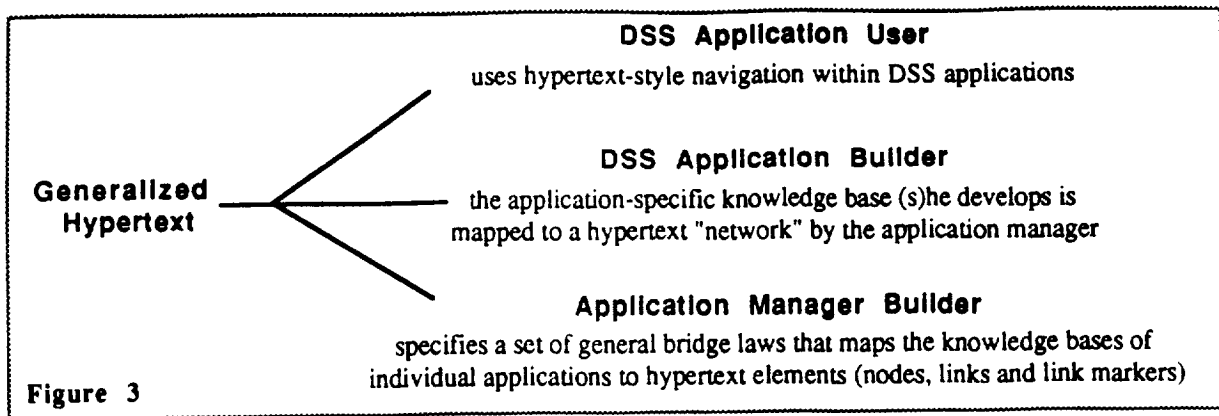 DSS Application User
uses hypertext-style navigation within DSS applications
DSS Application Builder
Generalized
Hypertext
the application-specific knowledge base (s)he develops is
mapped to a hypertext "network" by the application manager
Application Manager Builder
specifies a set of general bridge laws that maps the knowledge bases of
individual applications to hypertext elements (nodes, links and link markers)
Figure 3